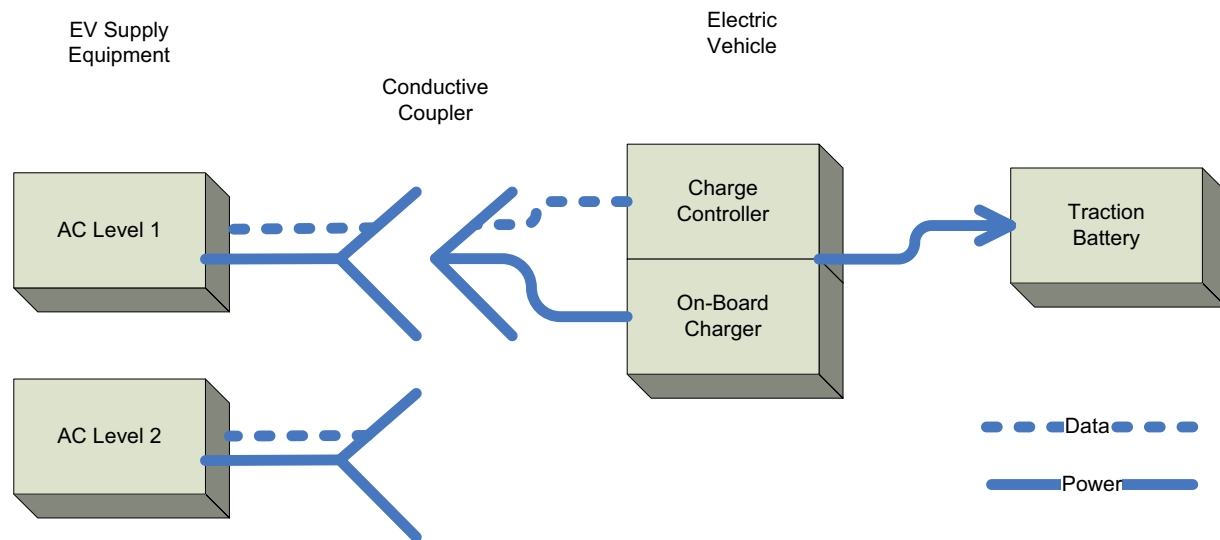 EV Supply
Equipment
Conductive
Coupler
Electric
Vehicle
AC Level 1
Charge
Controller
On-Board
Charger
Traction
Battery
AC Level 2
Data
Power